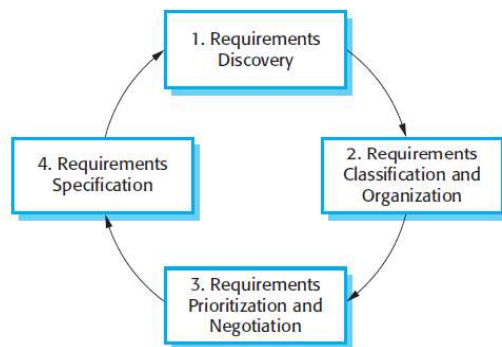 1. Requirements
Discovery
2. Requirements
Classification and
Organization
3. Requirements
Prioritization and
Negotiation
4. Requirements
Specification